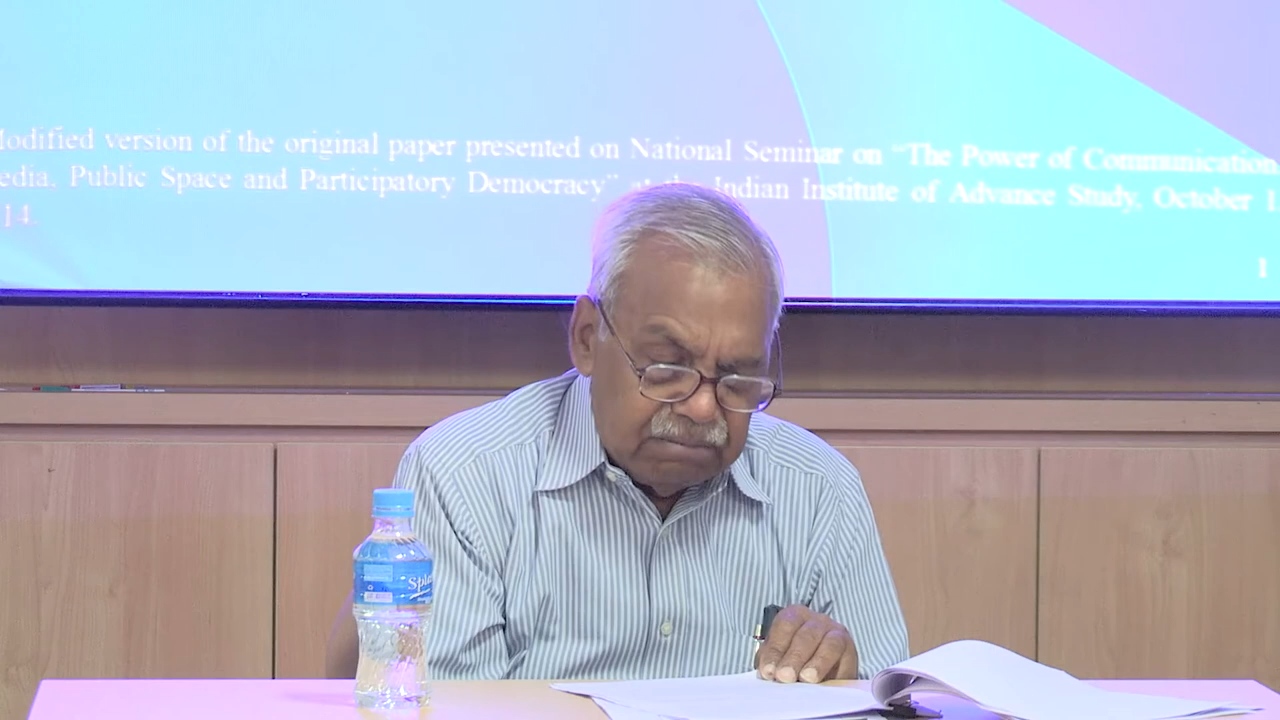 Modified version of the original paper presented on National Seminar on “The Power of Communication
edia, Public Space and Participatory Democracy” at the Indian Institute of Advance Study, October 1
14.
1
Spla